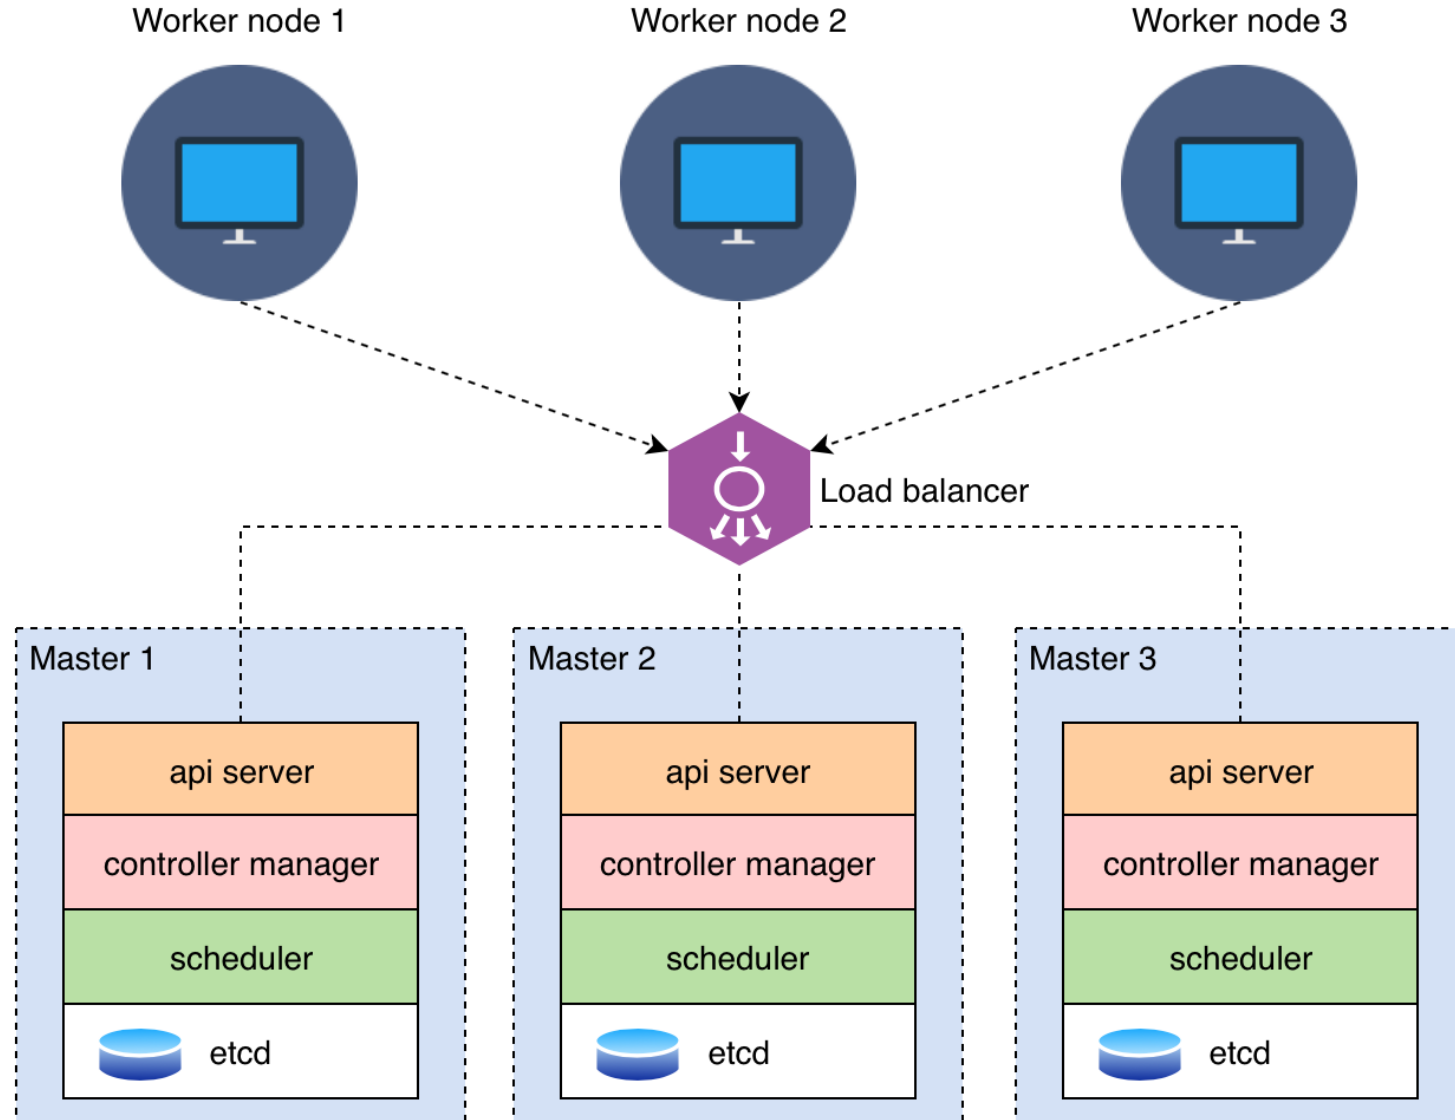 Worker node 1
Worker node 2
Worker node 3
Load balancer
Master 1
api server
controller manager
scheduler
etcd
Master 2
api server
controller manager
scheduler
etcd
Master 3
api server
controller manager
scheduler
etcd